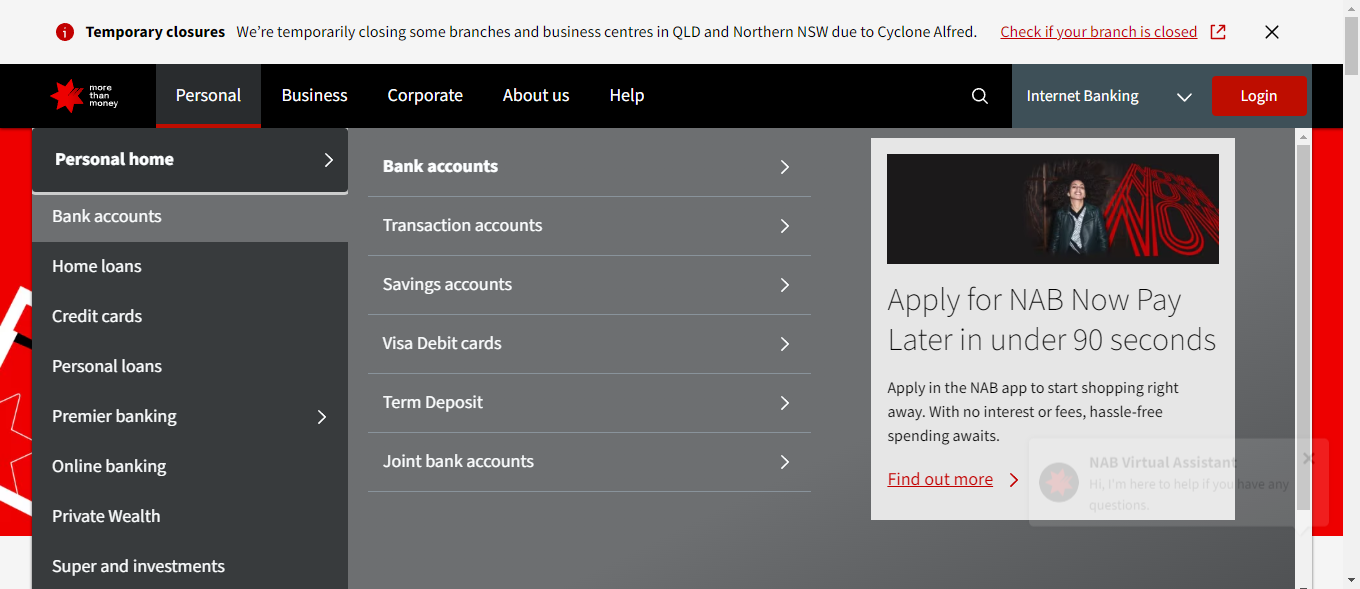 Temporary closures We’re temporarily closing some branches and business centres in QLD and Northern NSW due to Cyclone Alfred. Check if your branch is closed
more
than
money
Personal Business Corporate About us Help Internet Banking Login
Personal home
Bank accounts
Home loans
Credit cards
Personal loans
Premier banking
Online banking
Private Wealth
Super and investments
Bank accounts
Transaction accounts
Savings accounts
Visa Debit cards
Term Deposit
Joint bank accounts
NOW
NOW
Apply for NAB Now Pay
Later in under 90 seconds
Apply in the NAB app to start shopping right
away. With no interest or fees, hassle-free
spending awaits.
Find out more
NAB Virtual Assistant
Hi, I'm here to help if you have any
questions.